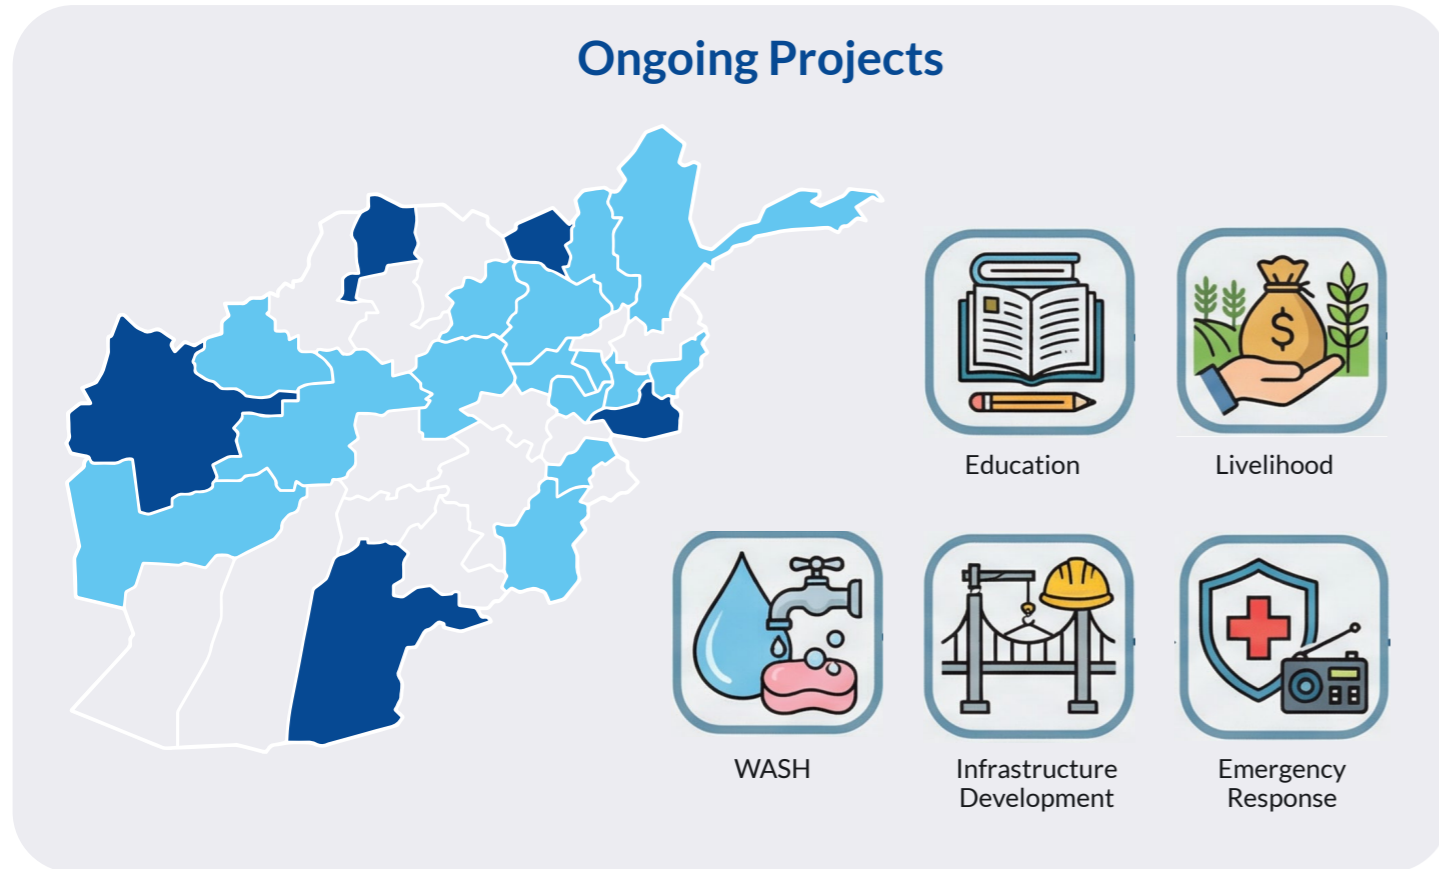 Ongoing Projects
Education
Livelihood
$
WASH
Infrastructure
Development
Emergency
Response